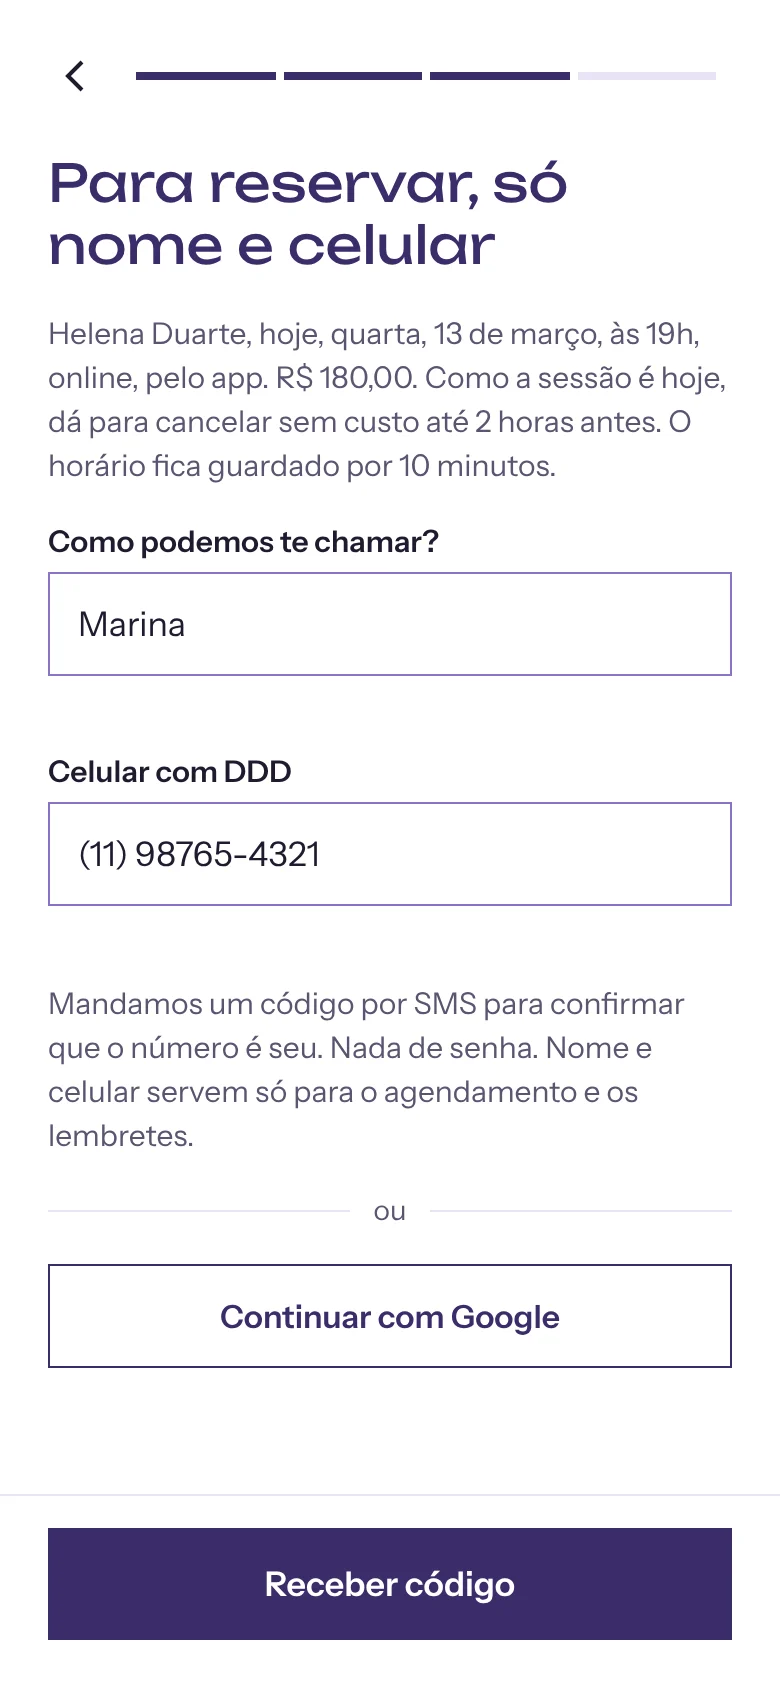 Para reservar, só
nome e celular
Helena Duarte, hoje, quarta, 13 de março, às 19h,
online, pelo app. R$ 180,00. Como a sessão é hoje,
dá para cancelar sem custo até 2 horas antes. O
horário fica guardado por 10 minutos.
Como podemos te chamar?
Marina
Celular com DDD
(11) 98765-4321
Mandamos um código por SMS para confirmar
que o número é seu. Nada de senha. Nome e
celular servem só para o agendamento e os
lembretes.
ou
Continuar com Google
Receber código